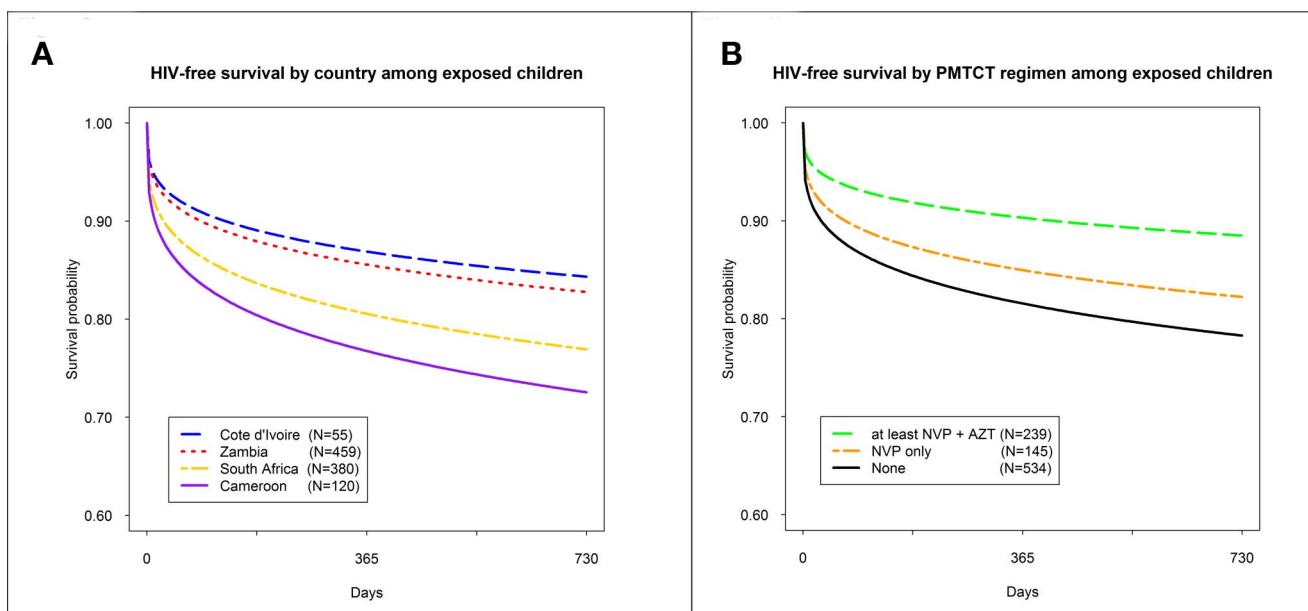 A
HIV-free survival by country among exposed children
Survival probability
1.00
0.90
0.80
0.70
0.60
Cote d'Ivoire (N=55)
Zambia (N=459)
South Africa (N=380)
Cameroon (N=120)
0 365 730
Days
B
HIV-free survival by PMTCT regimen among exposed children
Survival probability
1.00
0.90
0.80
0.70
0.60
at least NVP + AZT (N=239)
NVP only (N=145)
None (N=534)
0 365 730
Days